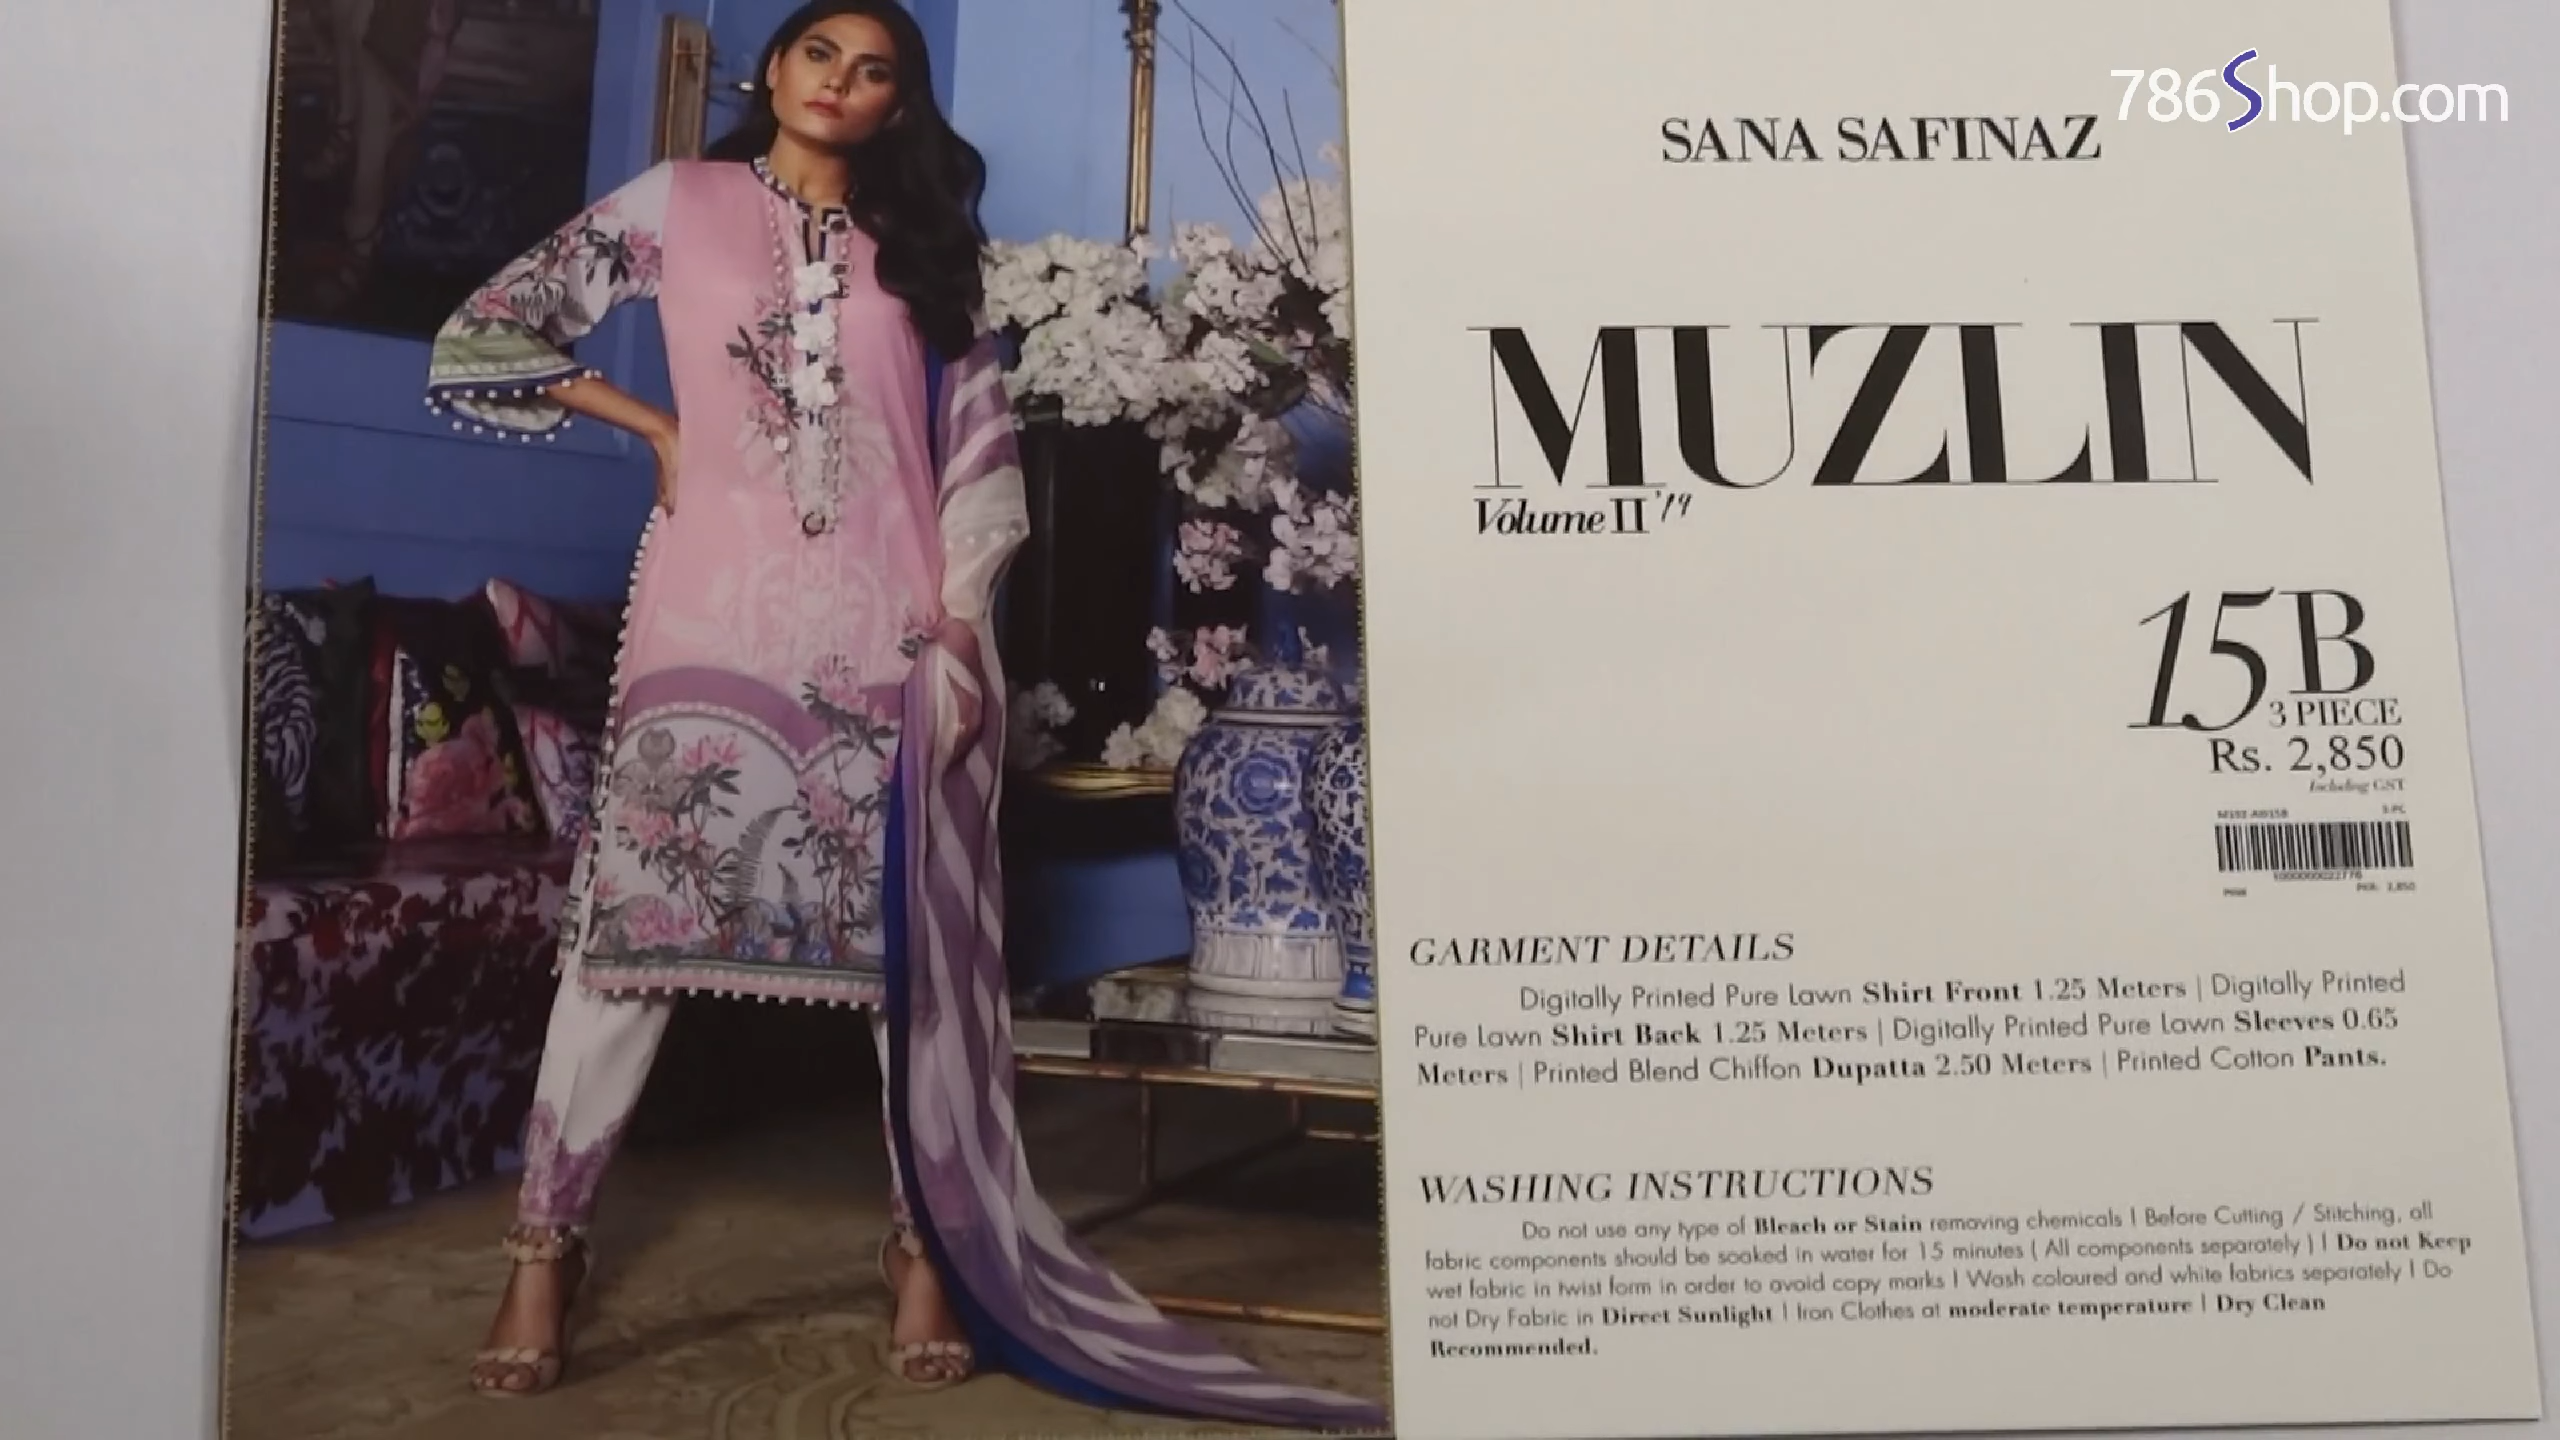 786Shop.com
SANA SAFINAZ
MUZLIN
Volume II '19
15B
3 PIECE
Rs. 2,850
Including GST
3-PC
PKR: 2,850
GARMENT DETAILS
Digitally Printed Pure Lawn Shirt Front 1.25 Meters | Digitally Printed
Pure Lawn Shirt Back 1.25 Meters | Digitally Printed Pure Lawn Sleeves 0.65
Meters | Printed Blend Chiffon Dupatta 2.50 Meters | Printed Cotton Pants.
WASHING INSTRUCTIONS
Do not use any type of Bleach or Stain removing chemicals | Before Cutting / Stitching, all
fabric components should be soaked in water for 15 minutes ( All components separately ) | Do not Keep
wet fabric in twist form in order to avoid copy marks | Wash coloured and white fabrics separately | Do
not Dry Fabric in Direct Sunlight | Iron Clothes at moderate temperature | Dry Clean
Recommended.